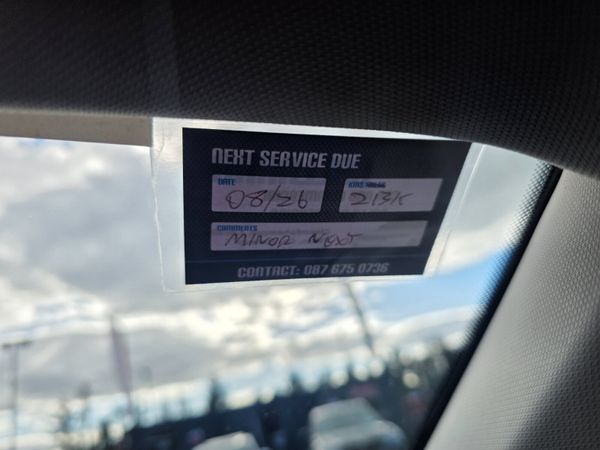 NEXT SERVICE DUE
DATE
08/26
KMS
213K
COMMENTS
MINOR NEXT
CONTACT: 087 675 0736